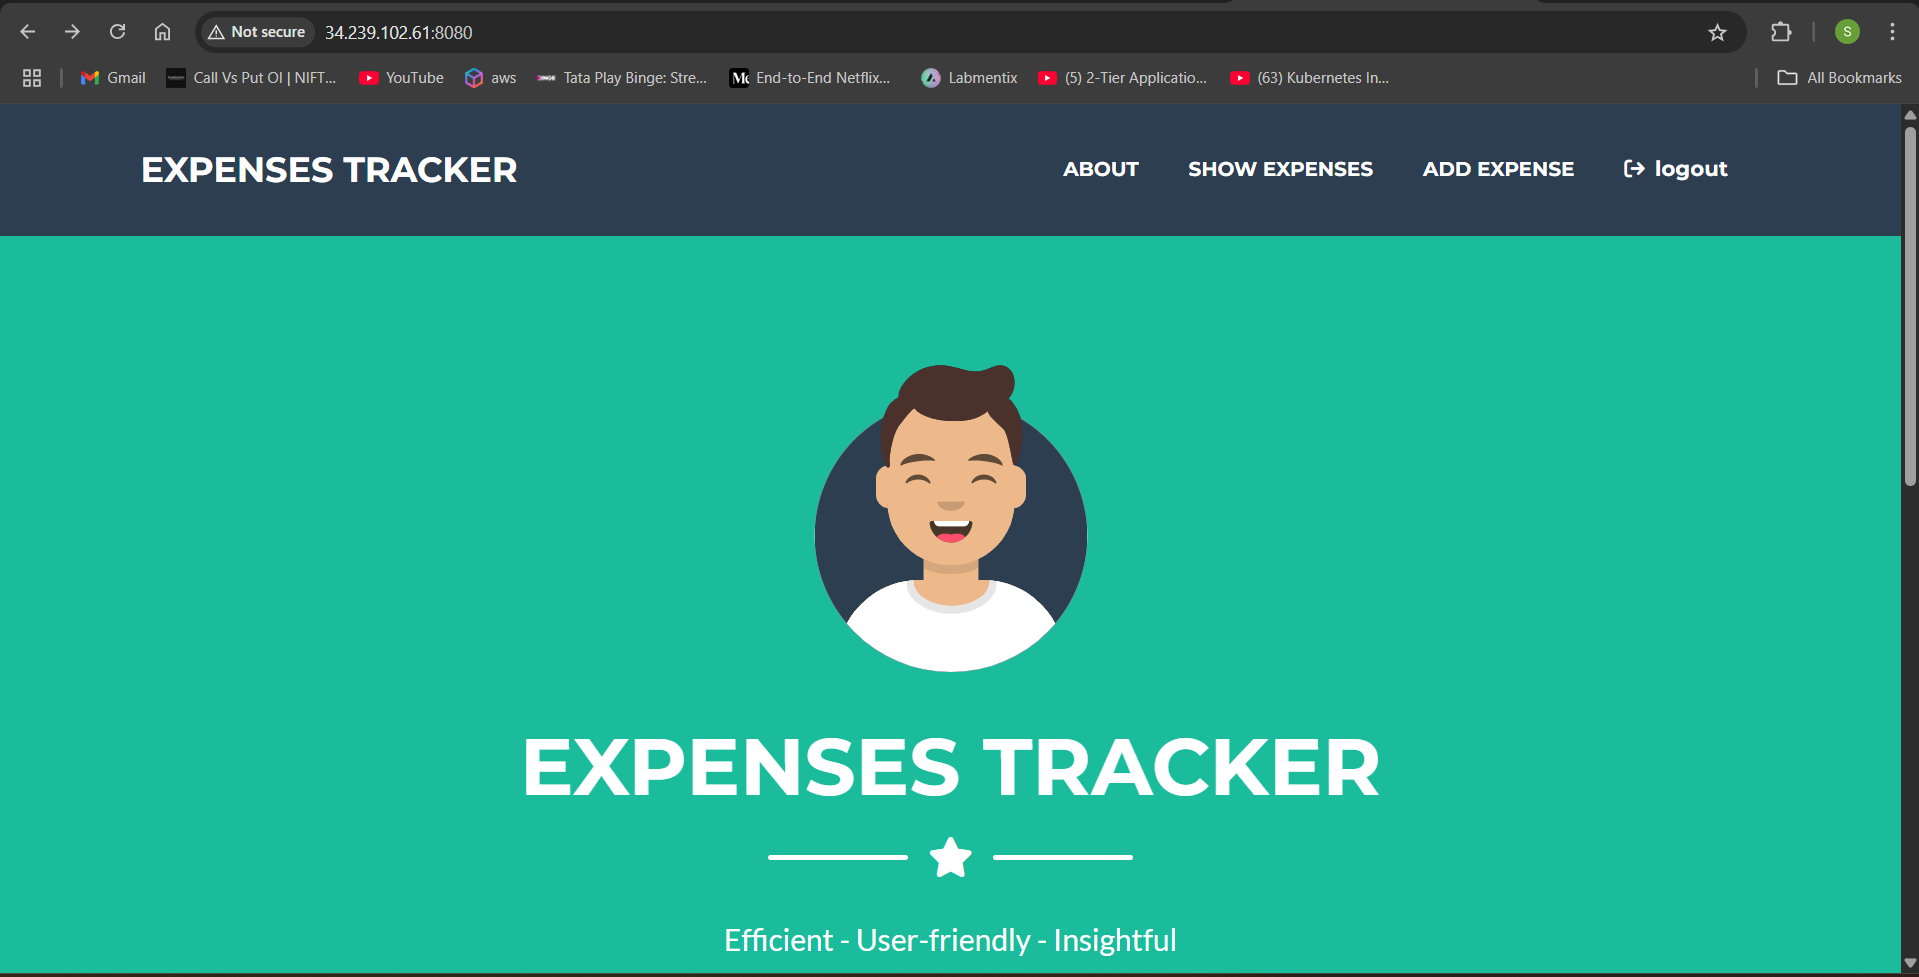 Not secure 34.239.102.61:8080 S
Gmail Call Vs Put OI | NIFT... YouTube aws Tata Play Binge: Stre... End-to-End Netflix... Labmentix (5) 2-Tier Applicatio... (63) Kubernetes In... All Bookmarks
EXPENSES TRACKER ABOUT SHOW EXPENSES ADD EXPENSE logout
EXPENSES TRACKER
Efficient - User-friendly - Insightful